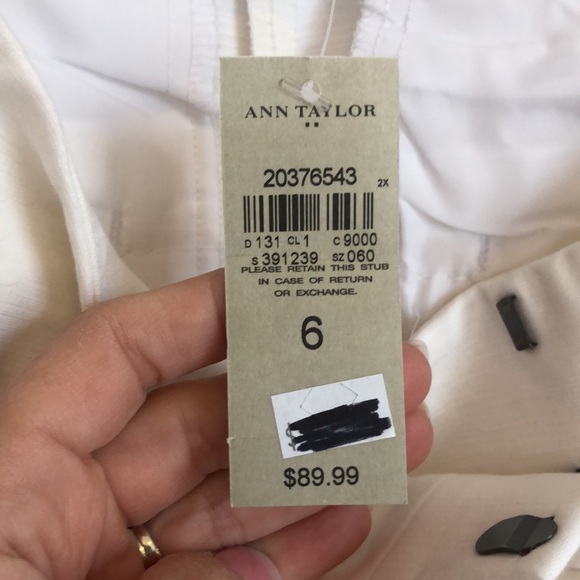 ANN TAYLOR
20376543 2X
D 131 CL 1 C 9000
S 391239 SZ 060
PLEASE RETAIN THIS STUB
IN CASE OF RETURN
OR EXCHANGE.
6
$89.99